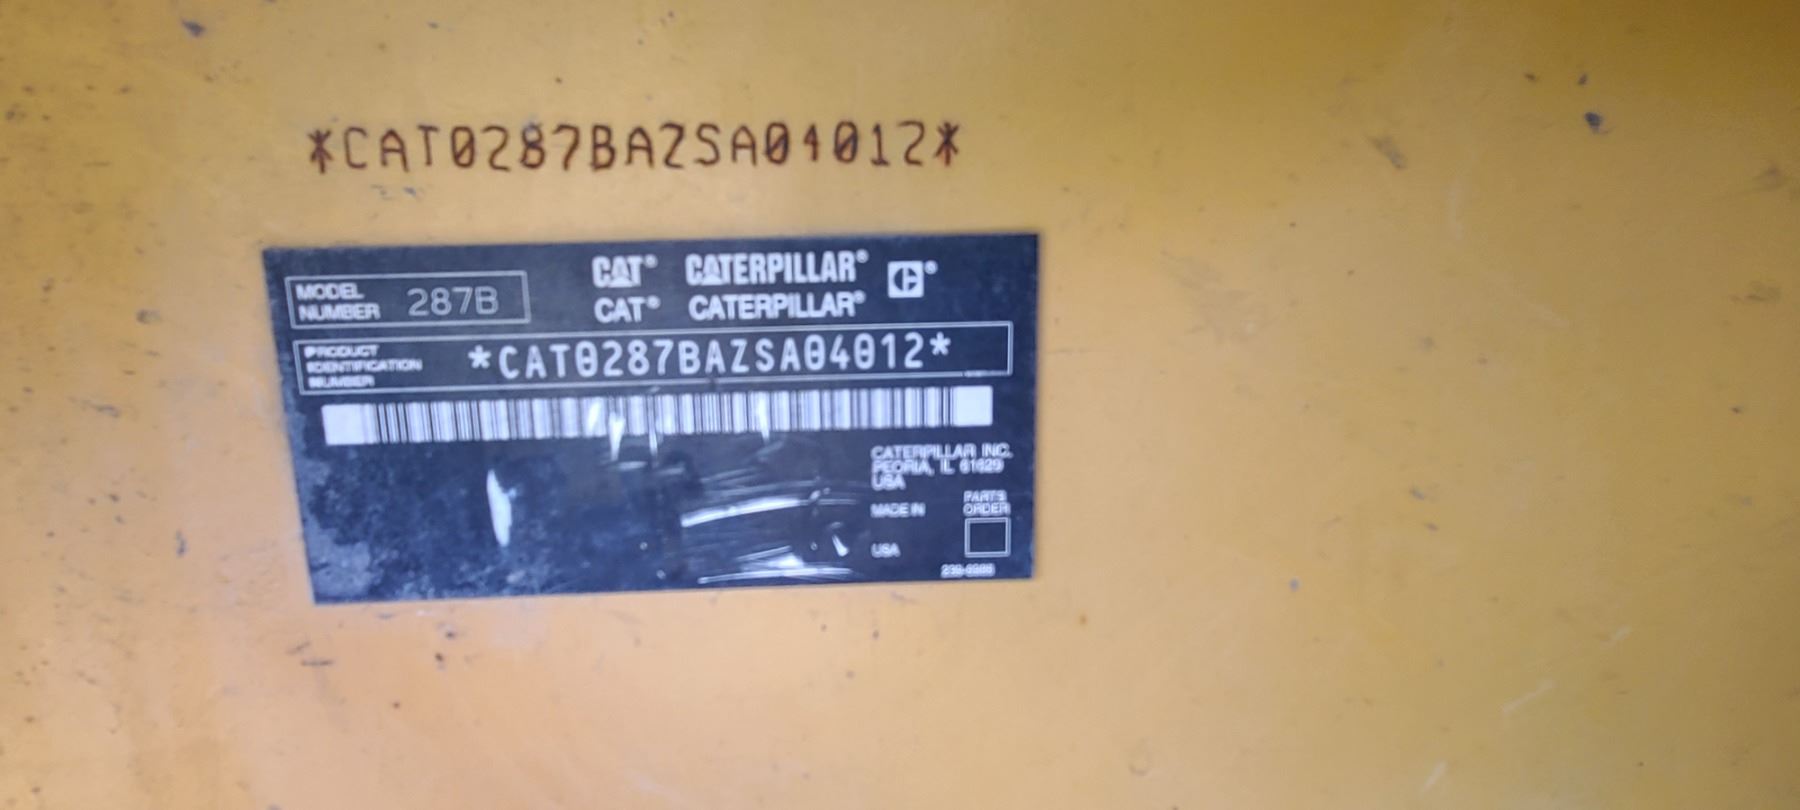 *CAT0287BAZSA04012*
CAT® CATERPILLAR®
MODEL NUMBER 287B
CAT® CATERPILLAR®
PRODUCT IDENTIFICATION NUMBER *CAT0287BAZSA04012*
CATERPILLAR INC.
PEORIA, IL 61629
USA
MADE IN
USA
PARTS ORDER